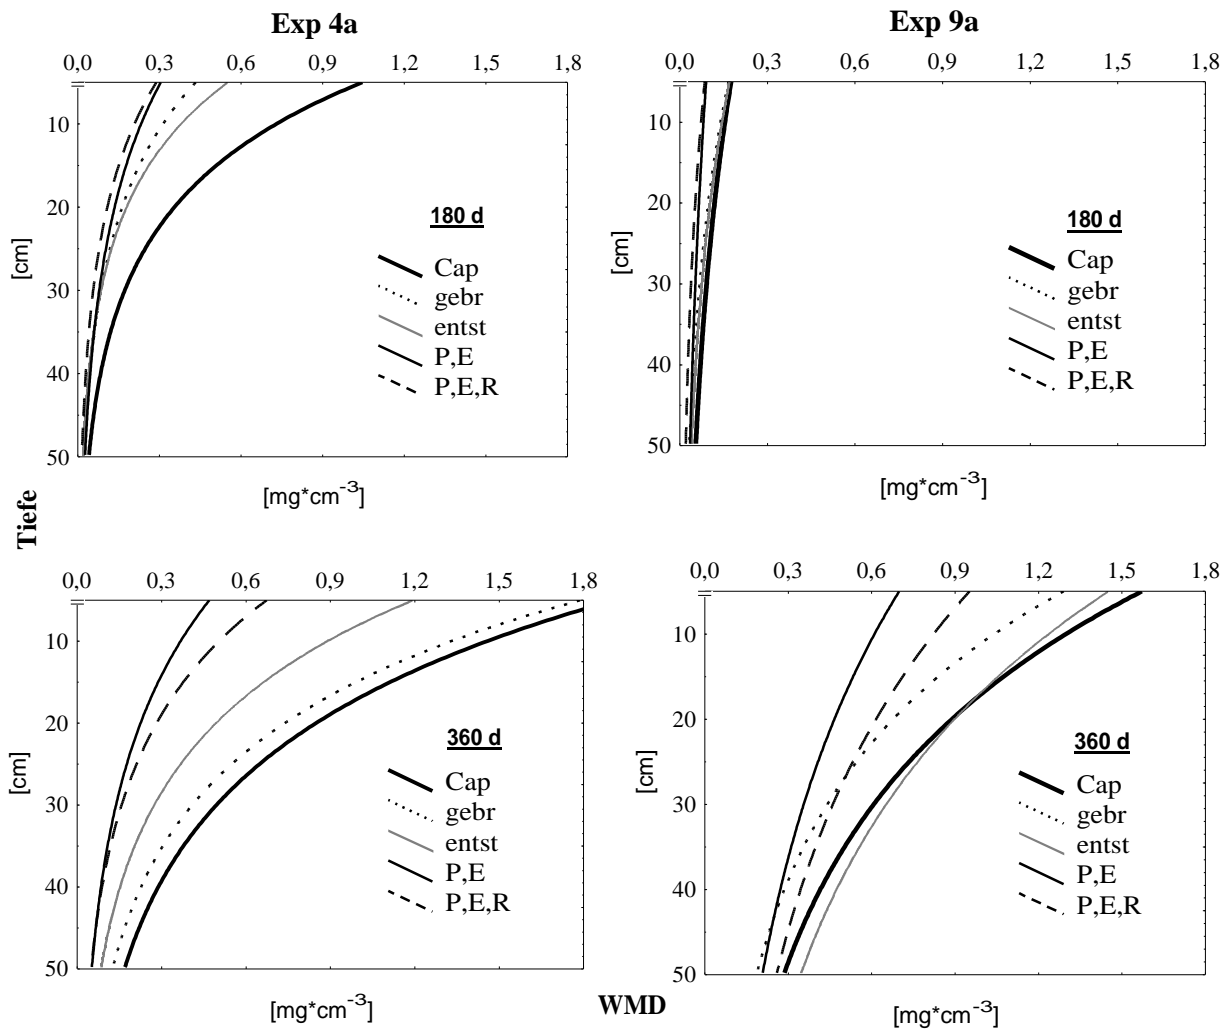 Exp 4a
0,0 0,3 0,6 0,9 1,2 1,5 1,8
10
20
30
40
50
[cm]
180 d
Cap
gebr
entst
P,E
P,E,R
[mg*cm-3]
Exp 9a
0,0 0,3 0,6 0,9 1,2 1,5 1,8
10
20
30
40
50
[cm]
180 d
Cap
gebr
entst
P,E
P,E,R
[mg*cm-3]
Tiefe
0,0 0,3 0,6 0,9 1,2 1,5 1,8
10
20
30
40
50
[cm]
360 d
Cap
gebr
entst
P,E
P,E,R
[mg*cm-3]
0,0 0,3 0,6 0,9 1,2 1,5 1,8
10
20
30
40
50
[cm]
360 d
Cap
gebr
entst
P,E
P,E,R
[mg*cm-3]
WMD